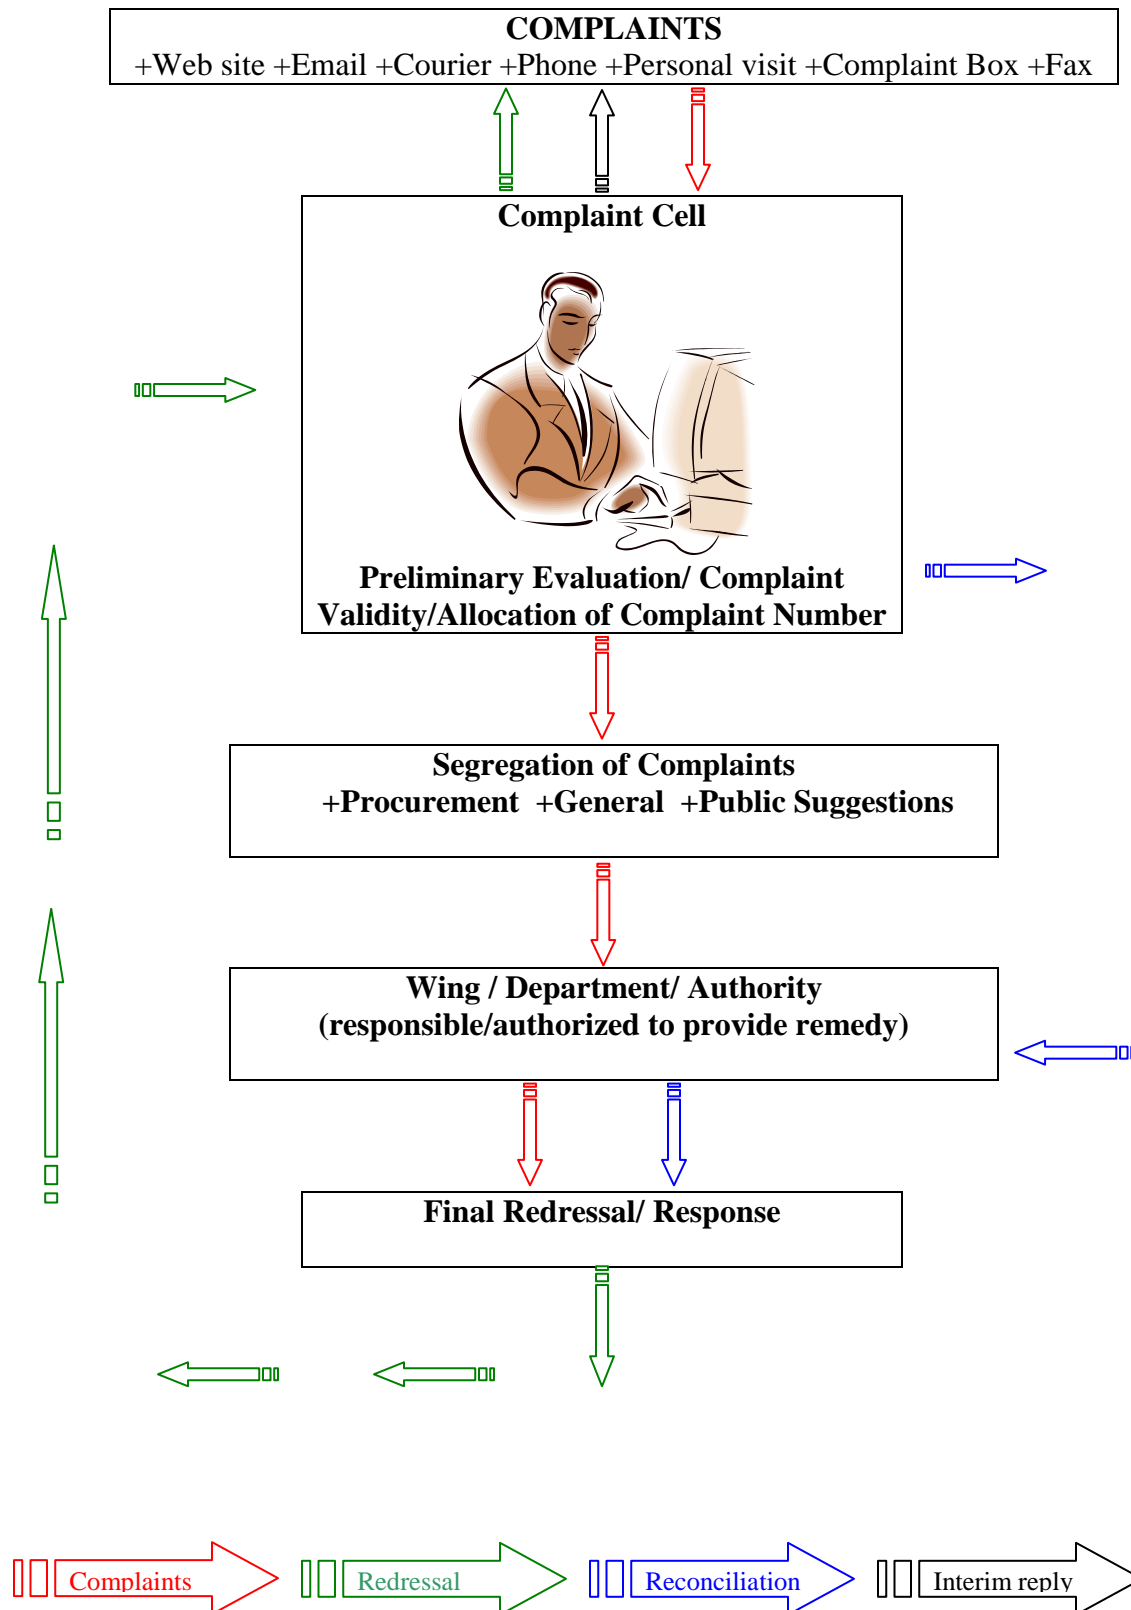 COMPLAINTS
+Web site +Email +Courier +Phone +Personal visit +Complaint Box +Fax
Complaint Cell
Preliminary Evaluation/ Complaint
Validity/Allocation of Complaint Number
Segregation of Complaints
+Procurement +General +Public Suggestions
Wing / Department/ Authority
(responsible/authorized to provide remedy)
Final Redressal/ Response
Complaints
Redressal
Reconciliation
Interim reply